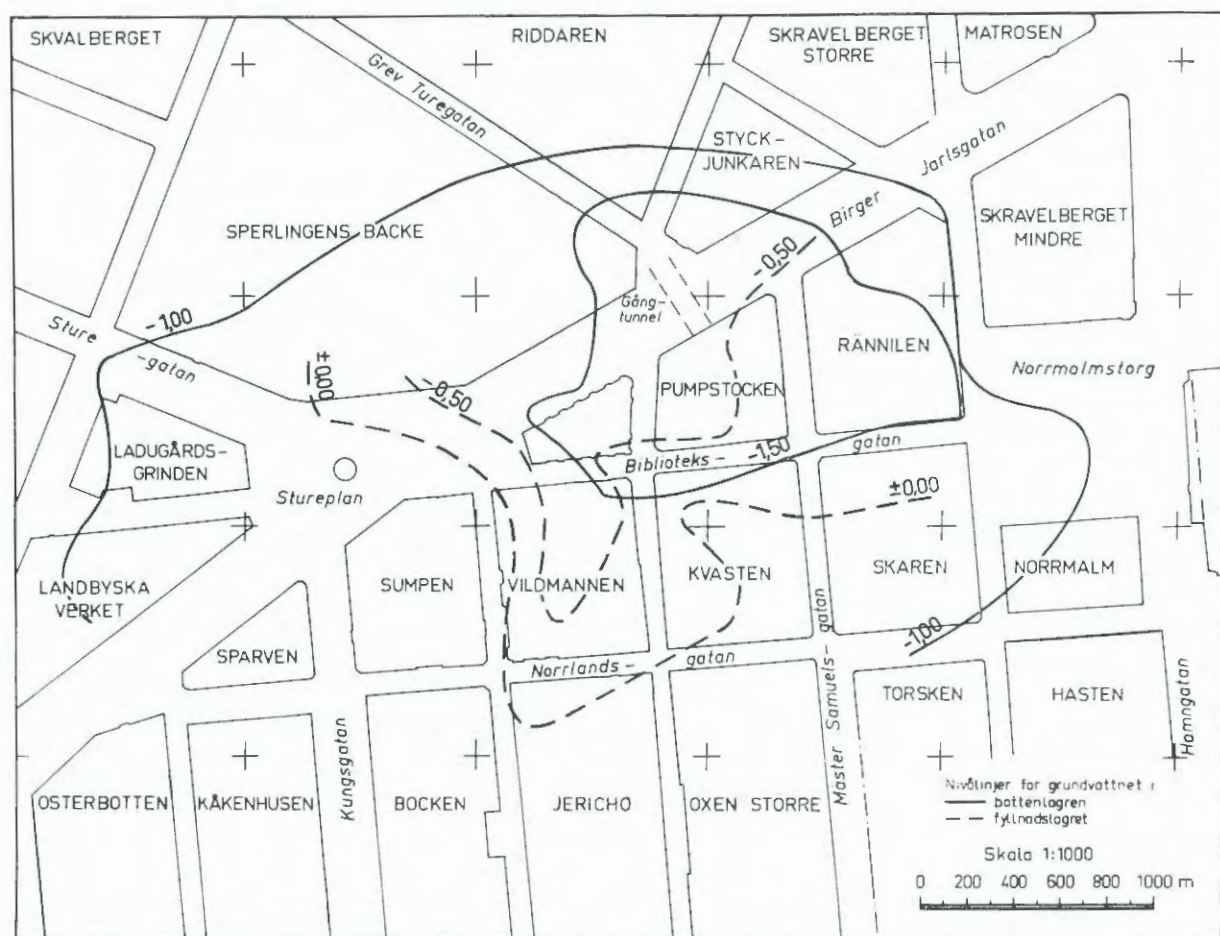 SKVALBERGET
RIDDAREN
SKRAVELBERGET
STÖRRE
MATROSEN
Grev Turegatan
STYCK-
JUNKAREN
Birger Jarlsgatan
SKRAVELBERGET
MINDRE
SPERLINGENS BACKE
-0,50
Gång-
tunnel
-1,00
Sture
-gatan
±0,00
-0,50
PUMPSTOCKEN
RÄNNILEN
Norrmalmstorg
LADUGÅRDS-
GRINDEN
Stureplan
Biblioteks-
-1,50
gatan
±0,00
LANDBYSKA
VERKET
SUMPEN
VILDMANNEN
KVASTEN
SKAREN
NORRMALM
SPARVEN
Norrlands-
gatan
Master Samuels-
gatan
-1,00
TORSKEN
HASTEN
Hamngatan
Kungsgatan
OSTERBOTTEN
KÅKENHUSEN
BOCKEN
JERICHO
OXEN STORRE
Nivålinjer for grundvattnet i
bottenlagren
fyllnadslagret
Skala 1:1000
0 200 400 600 800 1000 m